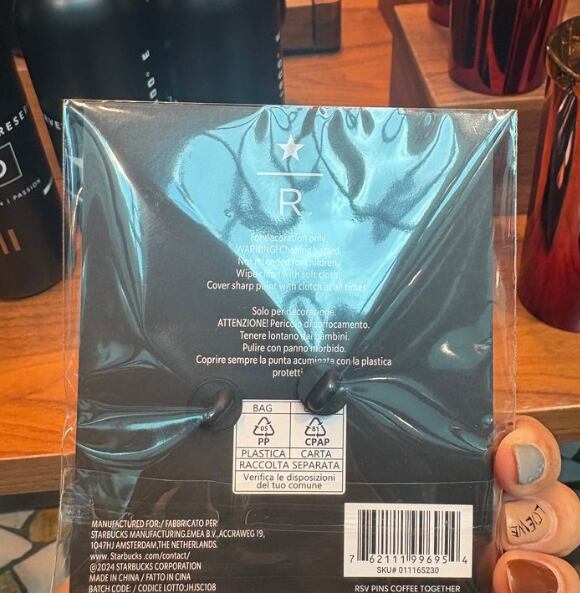 R
For decoration only.
WARNING! Choking hazard.
Not intended for children.
Wipe clean with soft cloth.
Cover sharp point with clutch at all times.
Solo per decorazione.
ATTENZIONE! Pericolo di soffocamento.
Tenere lontano dai bambini.
Pulire con panno morbido.
Coprire sempre la punta acuminata con la plastica
protetti
BAG
05
PP
81
CPAP
PLASTICA
CARTA
RACCOLTA SEPARATA
Verifica le disposizioni
del tuo comune
MANUFACTURED FOR:/ FABBRICATO PER
STARBUCKS MANUFACTURING.EMEA B.V.,ACCRAWEG 19,
1047HJ AMSTERDAM,THE NETHERLANDS.
www.Starbucks.com/contact/
©2024 STARBUCKS CORPORATION
MADE IN CHINA / FATTO IN CINA
BATCH CODE / CODICE LOTTO:JHJSC108
7 62111 99695 4
SKU# 011165230
RSV PINS COFFEE TOGETHER
LOEWE
RESE
PASSION